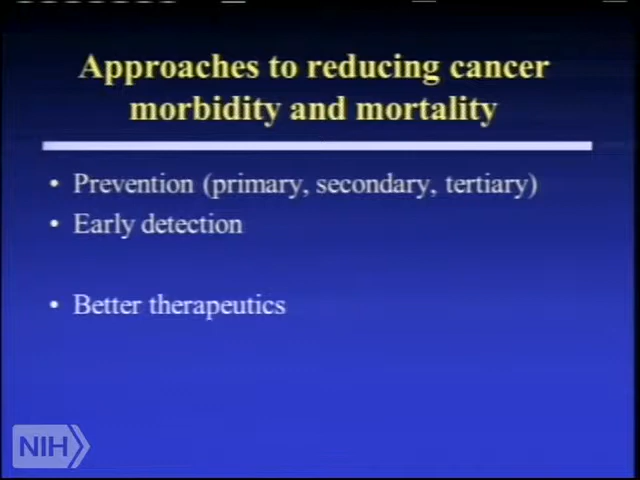 Approaches to reducing cancer
morbidity and mortality
• Prevention (primary, secondary, tertiary)
• Early detection
• Better therapeutics
NIH